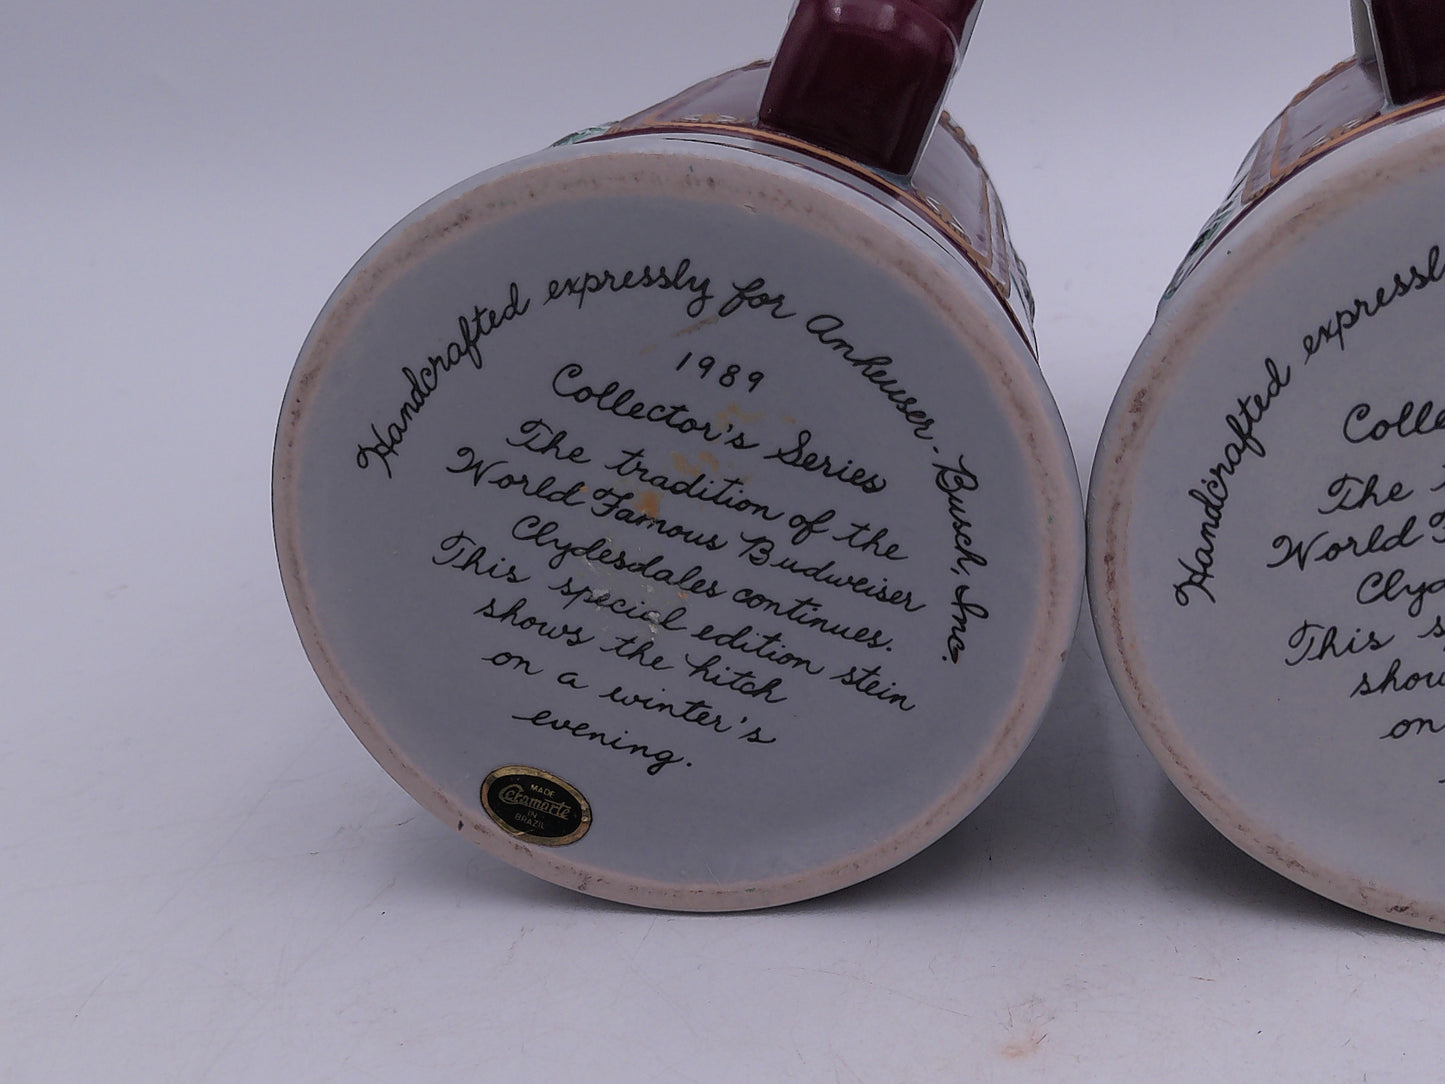 Handcrafted expressly for Anheuser-Busch, Inc.
1989
Collector's Series
The tradition of the
World Famous Budweiser
Clydesdales continues.
This special edition stein
shows the hitch
on a winter's
evening.
MADE
Ceramarte
IN
BRAZIL
Handcrafted expressly
Colle
The
World
Clyd
This
show
on